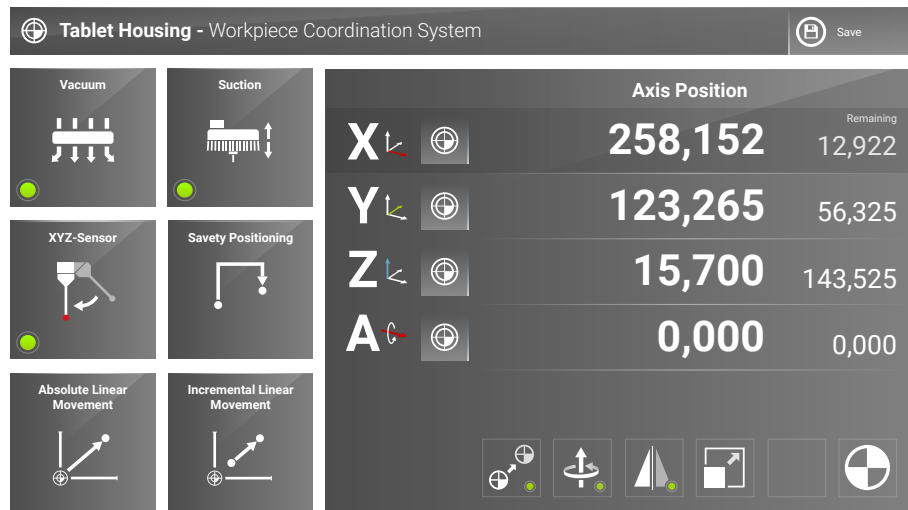 Tablet Housing - Workpiece Coordination System
Save
Vacuum
Suction
XYZ-Sensor
Savety Positioning
Absolute Linear
Movement
Incremental Linear
Movement
Axis Position
Remaining
X 258,152 12,922
Y 123,265 56,325
Z 15,700 143,525
A 0,000 0,000